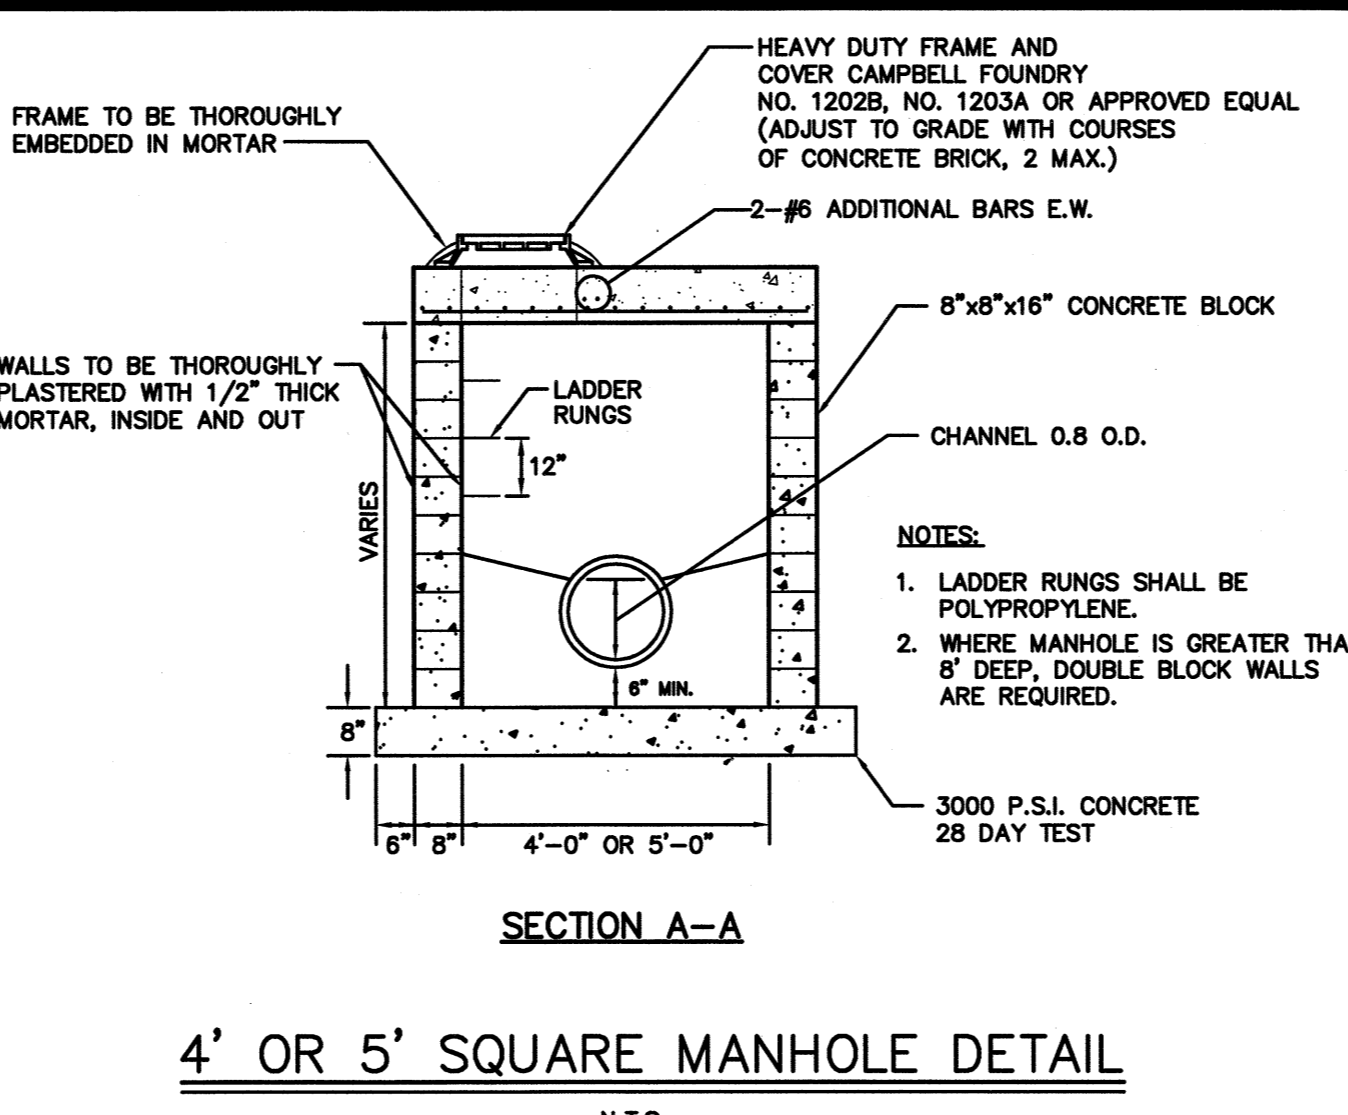 HEAVY DUTY FRAME AND
COVER CAMPBELL FOUNDRY
NO. 1202B, NO. 1203A OR APPROVED EQUAL
(ADJUST TO GRADE WITH COURSES
OF CONCRETE BRICK, 2 MAX.)
FRAME TO BE THOROUGHLY
EMBEDDED IN MORTAR
2-#6 ADDITIONAL BARS E.W.
8"x8"x16" CONCRETE BLOCK
WALLS TO BE THOROUGHLY
PLASTERED WITH 1/2" THICK
MORTAR, INSIDE AND OUT
LADDER
RUNGS
12"
CHANNEL 0.8 O.D.
VARIES
NOTES:
1. LADDER RUNGS SHALL BE
POLYPROPYLENE.
2. WHERE MANHOLE IS GREATER THA
8' DEEP, DOUBLE BLOCK WALLS
ARE REQUIRED.
6" MIN.
8"
3000 P.S.I. CONCRETE
28 DAY TEST
6" 8" 4'-0" OR 5'-0"
SECTION A-A
4' OR 5' SQUARE MANHOLE DETAIL